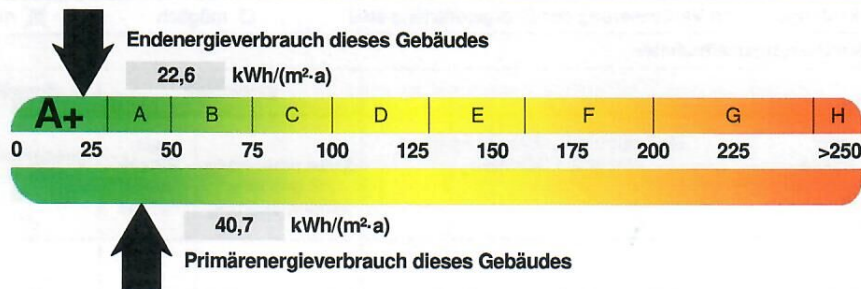 möglich
Endenergieverbrauch dieses Gebäudes
22,6 kWh/(m²·a)
A+ A B C D E F G H
0 25 50 75 100 125 150 175 200 225 >250
40,7 kWh/(m²·a)
Primärenergieverbrauch dieses Gebäudes